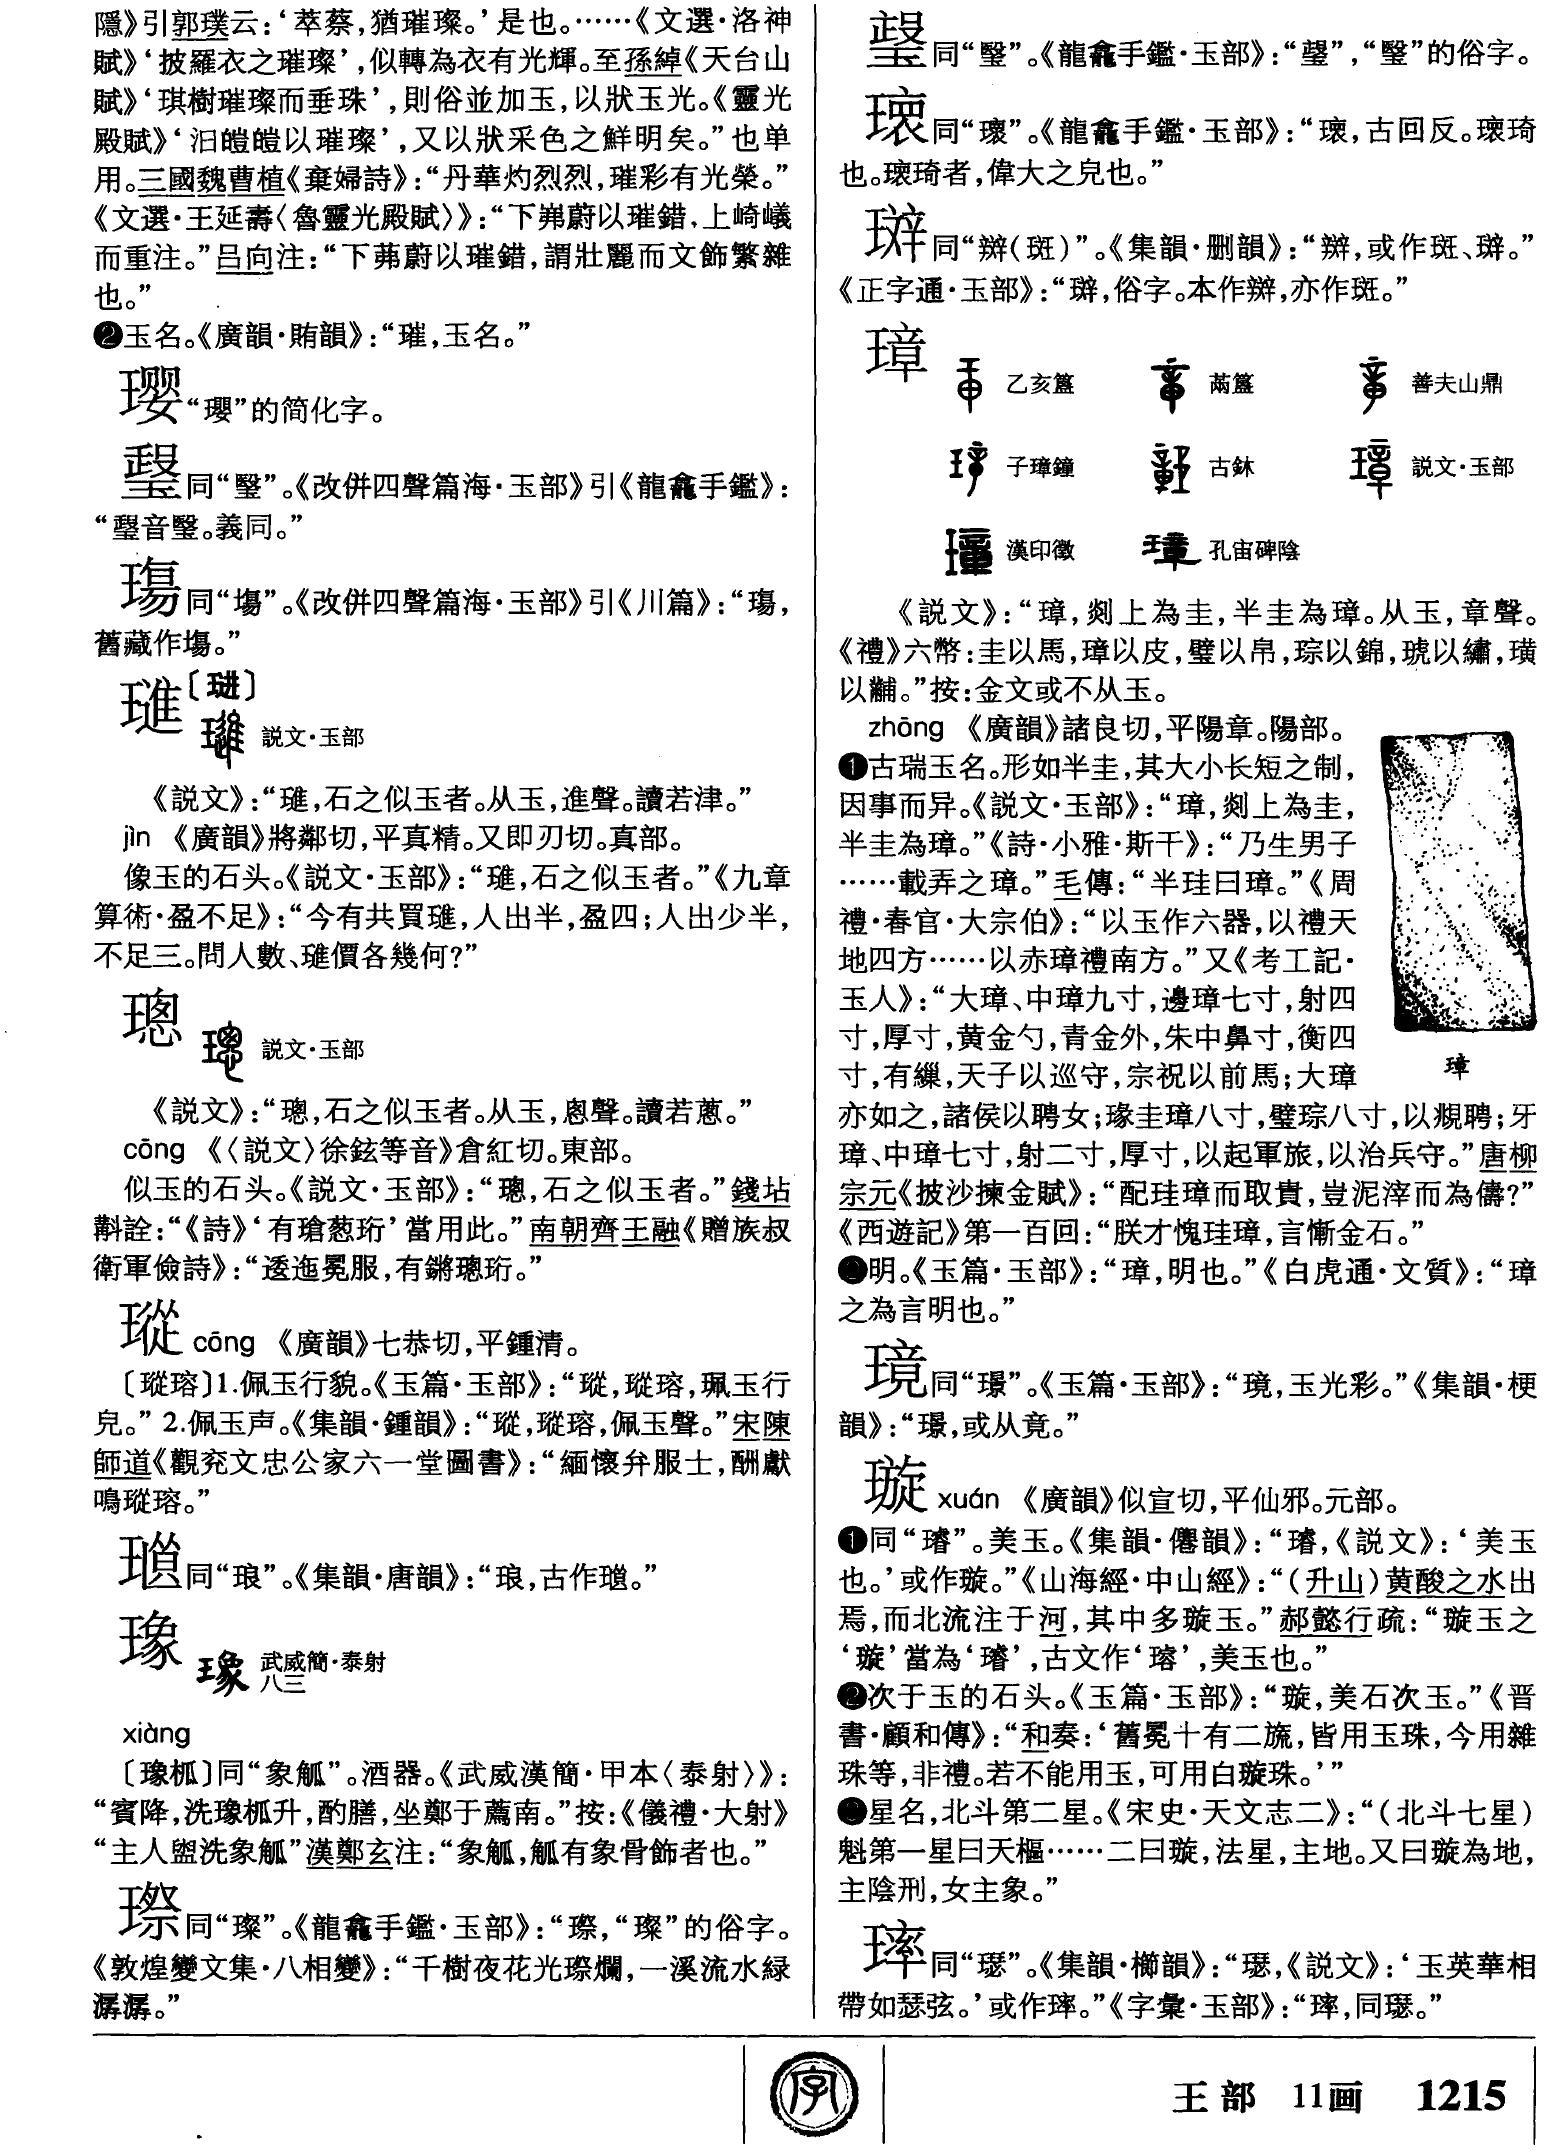 隱》引郭璞云：‘萃蔡，猶璀璨。’是也。……《文選·洛神
賦》‘披羅衣之璀璨’，似轉為衣有光輝。至孫綽《天台山
賦》‘琪樹璀璨而垂珠’，則俗並加玉，以狀玉光。《靈光
殿賦》‘汩皚皚以璀璨’，又以狀采色之鮮明矣。”也单
用。三國魏曹植《棄婦詩》：“丹華灼烈烈，璀彩有光榮。”
《文選·王延壽〈魯靈光殿賦〉》：“下岪蔚以璀錯，上崎嶬
而重注。”吕向注：“下茀蔚以璀錯，謂壯麗而文飾繁雜
也。”
❷玉名。《廣韻·賄韻》：“璀，玉名。”
璎“瓔”的简化字。
同“瑿”。《改併四聲篇海·玉部》引《龍龕手鑑》：
“音瑿。義同。”
同“塲”。《改併四聲篇海·玉部》引《川篇》：“，
舊藏作塲。”
璡〔琎〕
説文·玉部
《説文》：“璡，石之似玉者。从玉，進聲。讀若津。”
jìn 《廣韻》將鄰切，平真精。又即刃切。真部。
像玉的石头。《説文·玉部》：“璡，石之似玉者。”《九章
算術·盈不足》：“今有共買璡，人出半，盈四；人出少半，
不足三。問人數、璡價各幾何？”
璁
説文·玉部
《説文》：“璁，石之似玉者。从玉，悤聲。讀若蔥。”
cōng 《〈説文〉徐鉉等音》倉紅切。東部。
似玉的石头。《説文·玉部》：“璁，石之似玉者。”錢坫
斠詮：“《詩》‘有瑲葱珩’當用此。”南朝齊王融《贈族叔
衛軍儉詩》：“逶迤冕服，有鏘璁珩。”
瑽 cōng 《廣韻》七恭切，平鍾清。
〔瑽瑢〕1.佩玉行貌。《玉篇·玉部》：“瑽，瑽瑢，珮玉行
皃。”2.佩玉声。《集韻·鍾韻》：“瑽，瑽瑢，佩玉聲。”宋陳
師道《觀兖文忠公家六一堂圖書》：“緬懷弁服士，酬獻
鳴瑽瑢。”
同“琅”。《集韻·唐韻》：“琅，古作。”
瑑
武威簡·泰射
八三
xiàng
同“象觚”。酒器。《武威漢簡·甲本〈泰射〉》：
“賓降，洗升，酌膳，坐鄭于薦南。”按：《儀禮·大射》
“主人盥洗象觚”漢鄭玄注：“象觚，觚有象骨飾者也。”
同“璨”。《龍龕手鑑·玉部》：“，“璨”的俗字。
《敦煌變文集·八相變》：“千樹夜花光爛，一溪流水緑
潺潺。”
同“瑿”。《龍龕手鑑·玉部》：“”，“瑿”的俗字。
同“瓌”。《龍龕手鑑·玉部》：“，古回反。瓌琦
也。瓌琦者，偉大之皃也。”
同“辬（斑）”。《集韻·删韻》：“辬，或作斑、。”
《正字通·玉部》：“，俗字。本作辬，亦作斑。”
璋
乙亥簋　　簋　善夫山鼎
子璋鐘　古鉥　説文·玉部
漢印徵　孔宙碑陰
《説文》：“璋，剡上為圭，半圭為璋。从玉，章聲。
《禮》六幣：圭以馬，璋以皮，璧以帛，琮以錦，琥以繡，璜
以黼。”按：金文或不从玉。
zhāng 《廣韻》諸良切，平陽章。陽部。
❶古瑞玉名。形如半圭，其大小长短之制，
因事而异。《説文·玉部》：“璋，剡上為圭，
半圭為璋。”《詩·小雅·斯干》：“乃生男子
……載弄之璋。”毛傳：“半珪曰璋。”《周
禮·春官·大宗伯》：“以玉作六器，以禮天
地四方……以赤璋禮南方。”又《考工記·
玉人》：“大璋、中璋九寸，邊璋七寸，射四
寸，厚寸，黄金勺，青金外，朱中鼻寸，衡四
寸，有繅，天子以巡守，宗祝以前馬；大璋
璋
亦如之，諸侯以聘女；瑑圭璋八寸，璧琮八寸，以覜聘；牙
璋、中璋七寸，射二寸，厚寸，以起軍旅，以治兵守。”唐柳
宗元《披沙揀金賦》：“配珪璋而取貴，豈泥滓而為儔？”
《西遊記》第一百回：“朕才愧珪璋，言慚金石。”
❷明。《玉篇·玉部》：“璋，明也。”《白虎通·文質》：“璋
之為言明也。”
同“璟”。《玉篇·玉部》：“，玉光彩。”《集韻·梗
韻》：“璟，或从竟。”
璇 xuán 《廣韻》似宣切，平仙邪。元部。
❶同“璿”。美玉。《集韻·僊韻》：“璿，《説文》：‘美玉
也。’或作璇。”《山海經·中山經》：“（升山）黄酸之水出
焉，而北流注于河，其中多璇玉。”郝懿行疏：“璇玉之
‘璇’當為‘璿’，古文作‘璿’，美玉也。”
❷次于玉的石头。《玉篇·玉部》：“璇，美石次玉。”《晋
書·顧和傳》：“和奏：‘舊冕十有二旒，皆用玉珠，今用雜
珠等，非禮。若不能用玉，可用白璇珠。’”
❸星名，北斗第二星。《宋史·天文志二》：“（北斗七星）
魁第一星曰天樞……二曰璇，法星，主地。又曰璇為地，
主陰刑，女主象。”
同“瑟”。《集韻·櫛韻》：“璱，《説文》：‘玉英華相
帶如瑟弦。’或作。”《字彙·玉部》：“，同璱。”
字
王部　11画　1215